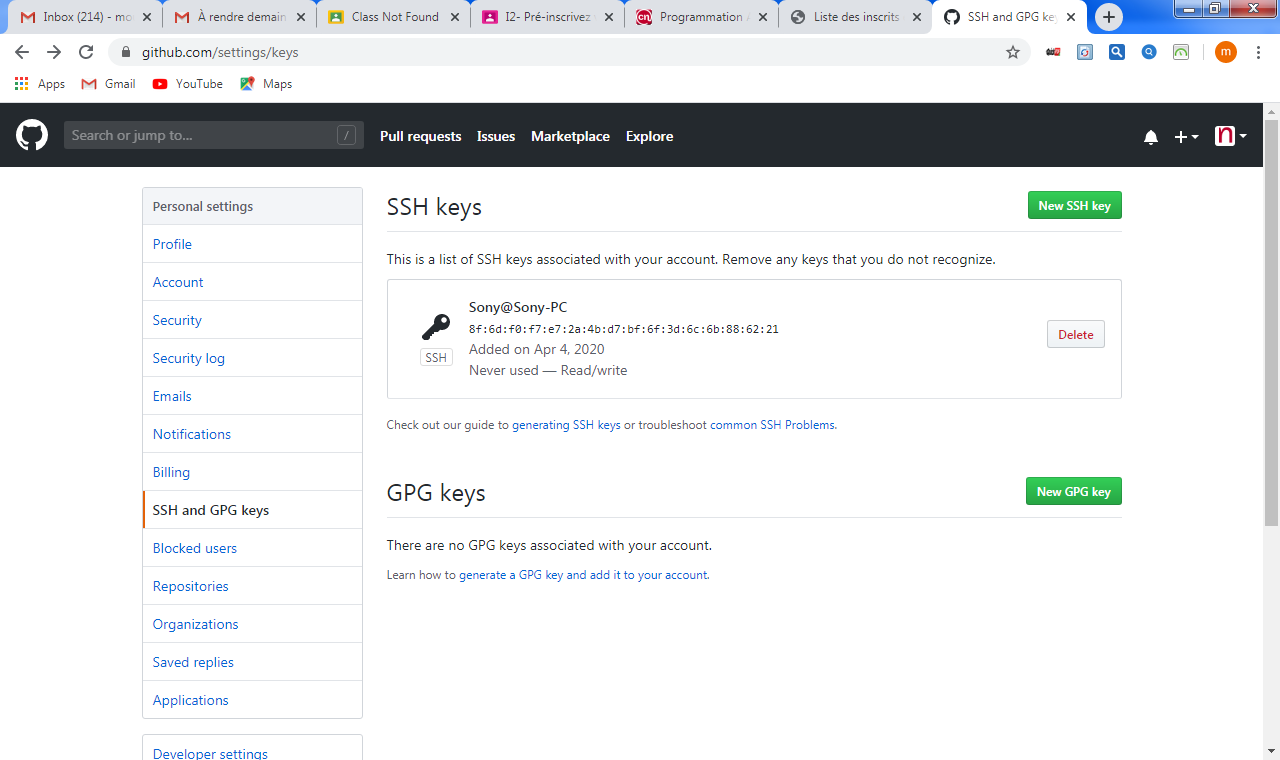 Inbox (214) - mo
À rendre demain
Class Not Found
I2- Pré-inscrivez
Programmation
Liste des inscrits
SSH and GPG key
github.com/settings/keys
m
Apps
Gmail
YouTube
Maps
Search or jump to...
/
Pull requests
Issues
Marketplace
Explore
n
Personal settings
Profile
Account
Security
Security log
Emails
Notifications
Billing
SSH and GPG keys
Blocked users
Repositories
Organizations
Saved replies
Applications
Developer settings
SSH keys
New SSH key
This is a list of SSH keys associated with your account. Remove any keys that you do not recognize.
Sony@Sony-PC
8f:6d:f0:f7:e7:2a:4b:d7:bf:6f:3d:6c:6b:88:62:21
Added on Apr 4, 2020
Never used — Read/write
SSH
Delete
Check out our guide to generating SSH keys or troubleshoot common SSH Problems.
GPG keys
New GPG key
There are no GPG keys associated with your account.
Learn how to generate a GPG key and add it to your account.